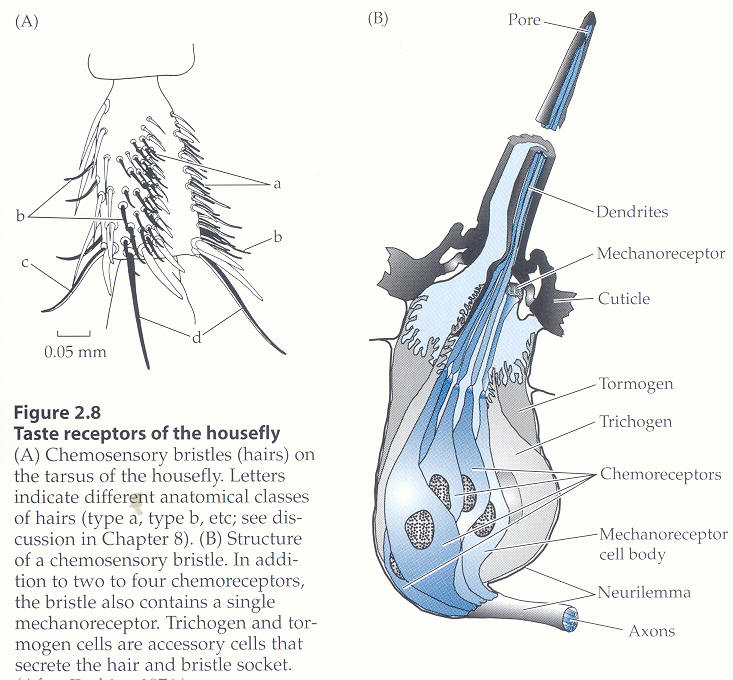 (A)
a
b
b
c
d
0.05 mm
Figure 2.8
Taste receptors of the housefly
(A) Chemosensory bristles (hairs) on
the tarsus of the housefly. Letters
indicate different anatomical classes
of hairs (type a, type b, etc; see dis-
cussion in Chapter 8). (B) Structure
of a chemosensory bristle. In addi-
tion to two to four chemoreceptors,
the bristle also contains a single
mechanoreceptor. Trichogen and tor-
mogen cells are accessory cells that
secrete the hair and bristle socket.
(B)
Pore
Dendrites
Mechanoreceptor
Cuticle
Tormogen
Trichogen
Chemoreceptors
Mechanoreceptor
cell body
Neurilemma
Axons